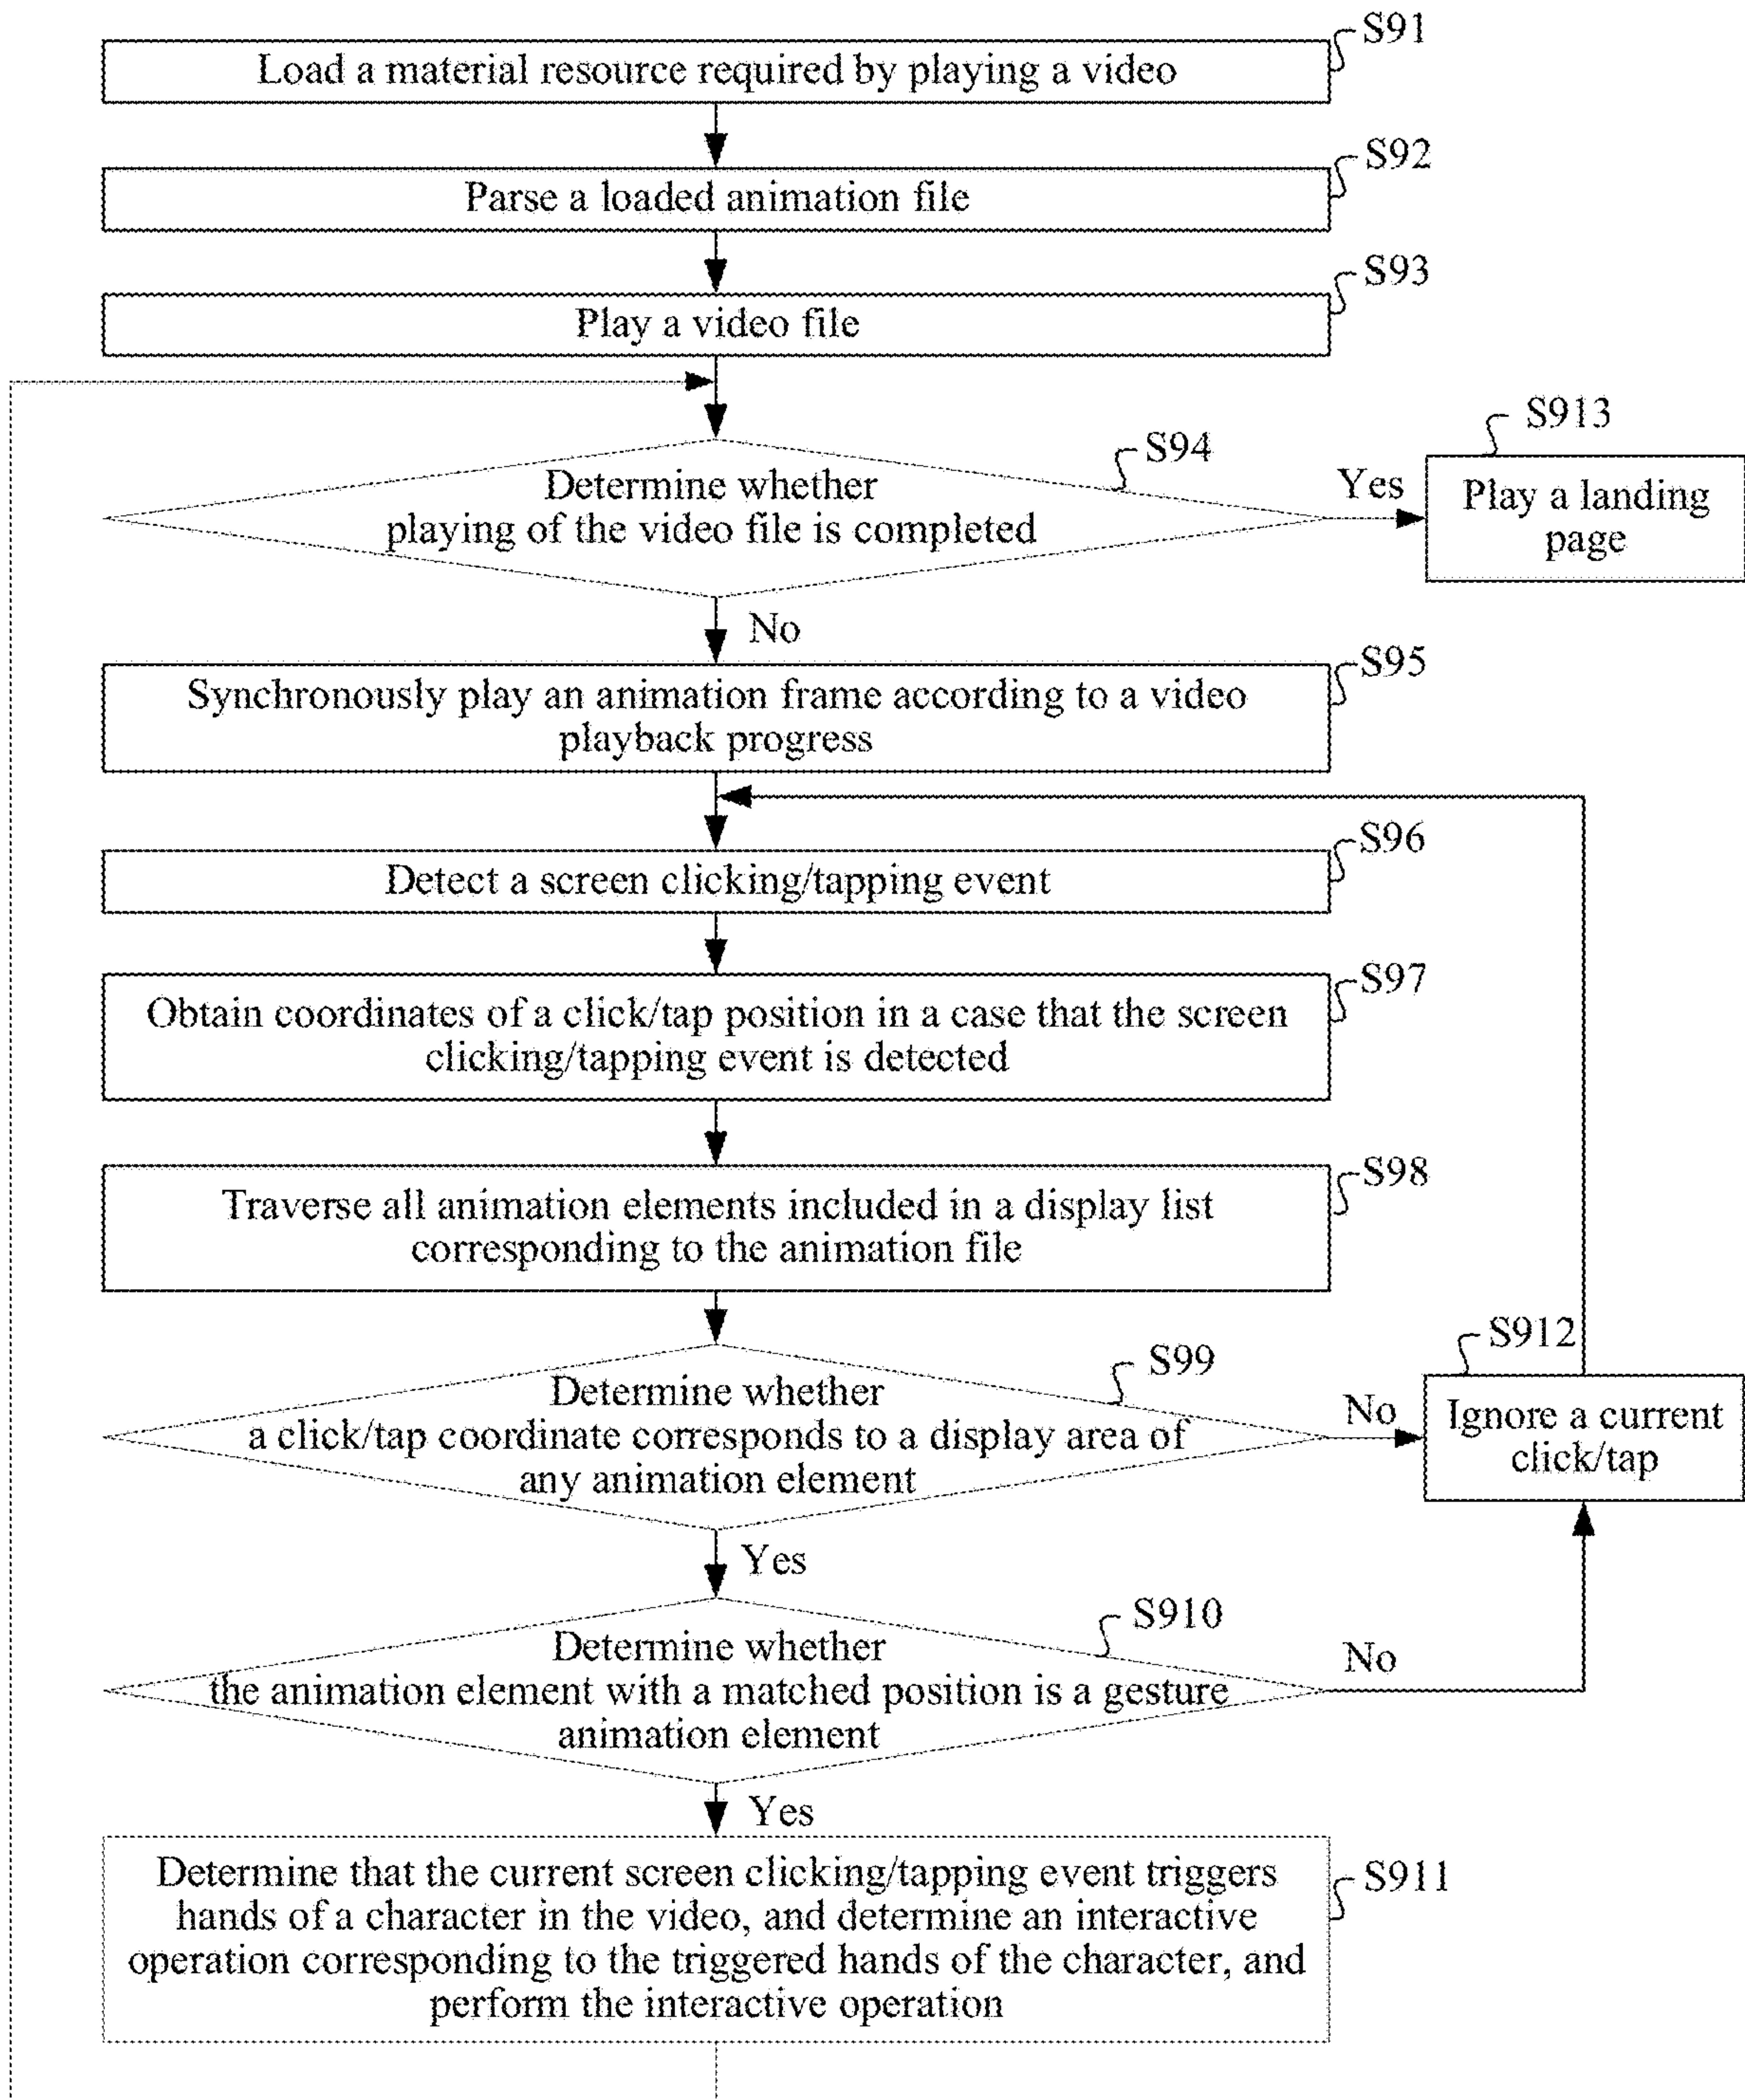 S91
Load a material resource required by playing a video
S92
Parse a loaded animation file
S93
Play a video file
S94
Determine whether
playing of the video file is completed
Yes
S913
Play a landing
page
No
S95
Synchronously play an animation frame according to a video
playback progress
S96
Detect a screen clicking/tapping event
S97
Obtain coordinates of a click/tap position in a case that the screen
clicking/tapping event is detected
S98
Traverse all animation elements included in a display list
corresponding to the animation file
S99
Determine whether
a click/tap coordinate corresponds to a display area of
any animation element
No
S912
Ignore a current
click/tap
Yes
S910
Determine whether
the animation element with a matched position is a gesture
animation element
No
Yes
S911
Determine that the current screen clicking/tapping event triggers
hands of a character in the video, and determine an interactive
operation corresponding to the triggered hands of the character, and
perform the interactive operation